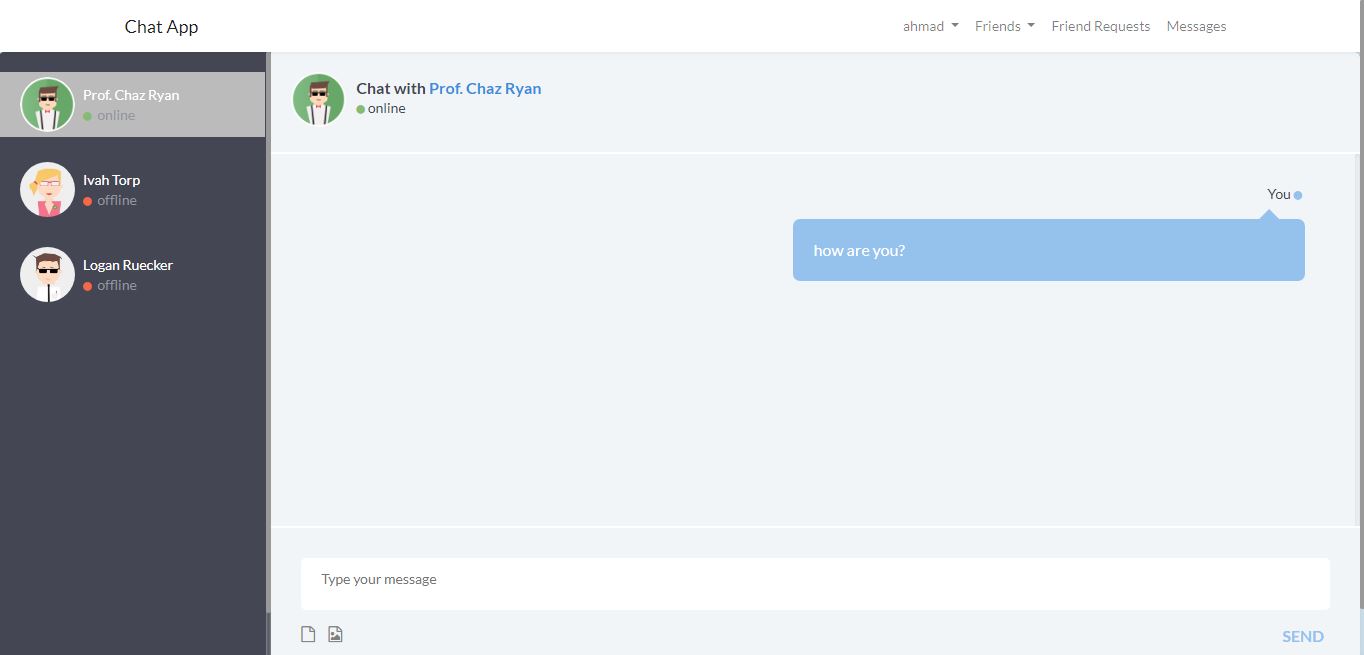 Chat App
ahmad Friends Friend Requests Messages
Prof. Chaz Ryan
online
Ivah Torp
offline
Logan Ruecker
offline
Chat with Prof. Chaz Ryan
online
You
how are you?
Type your message
SEND